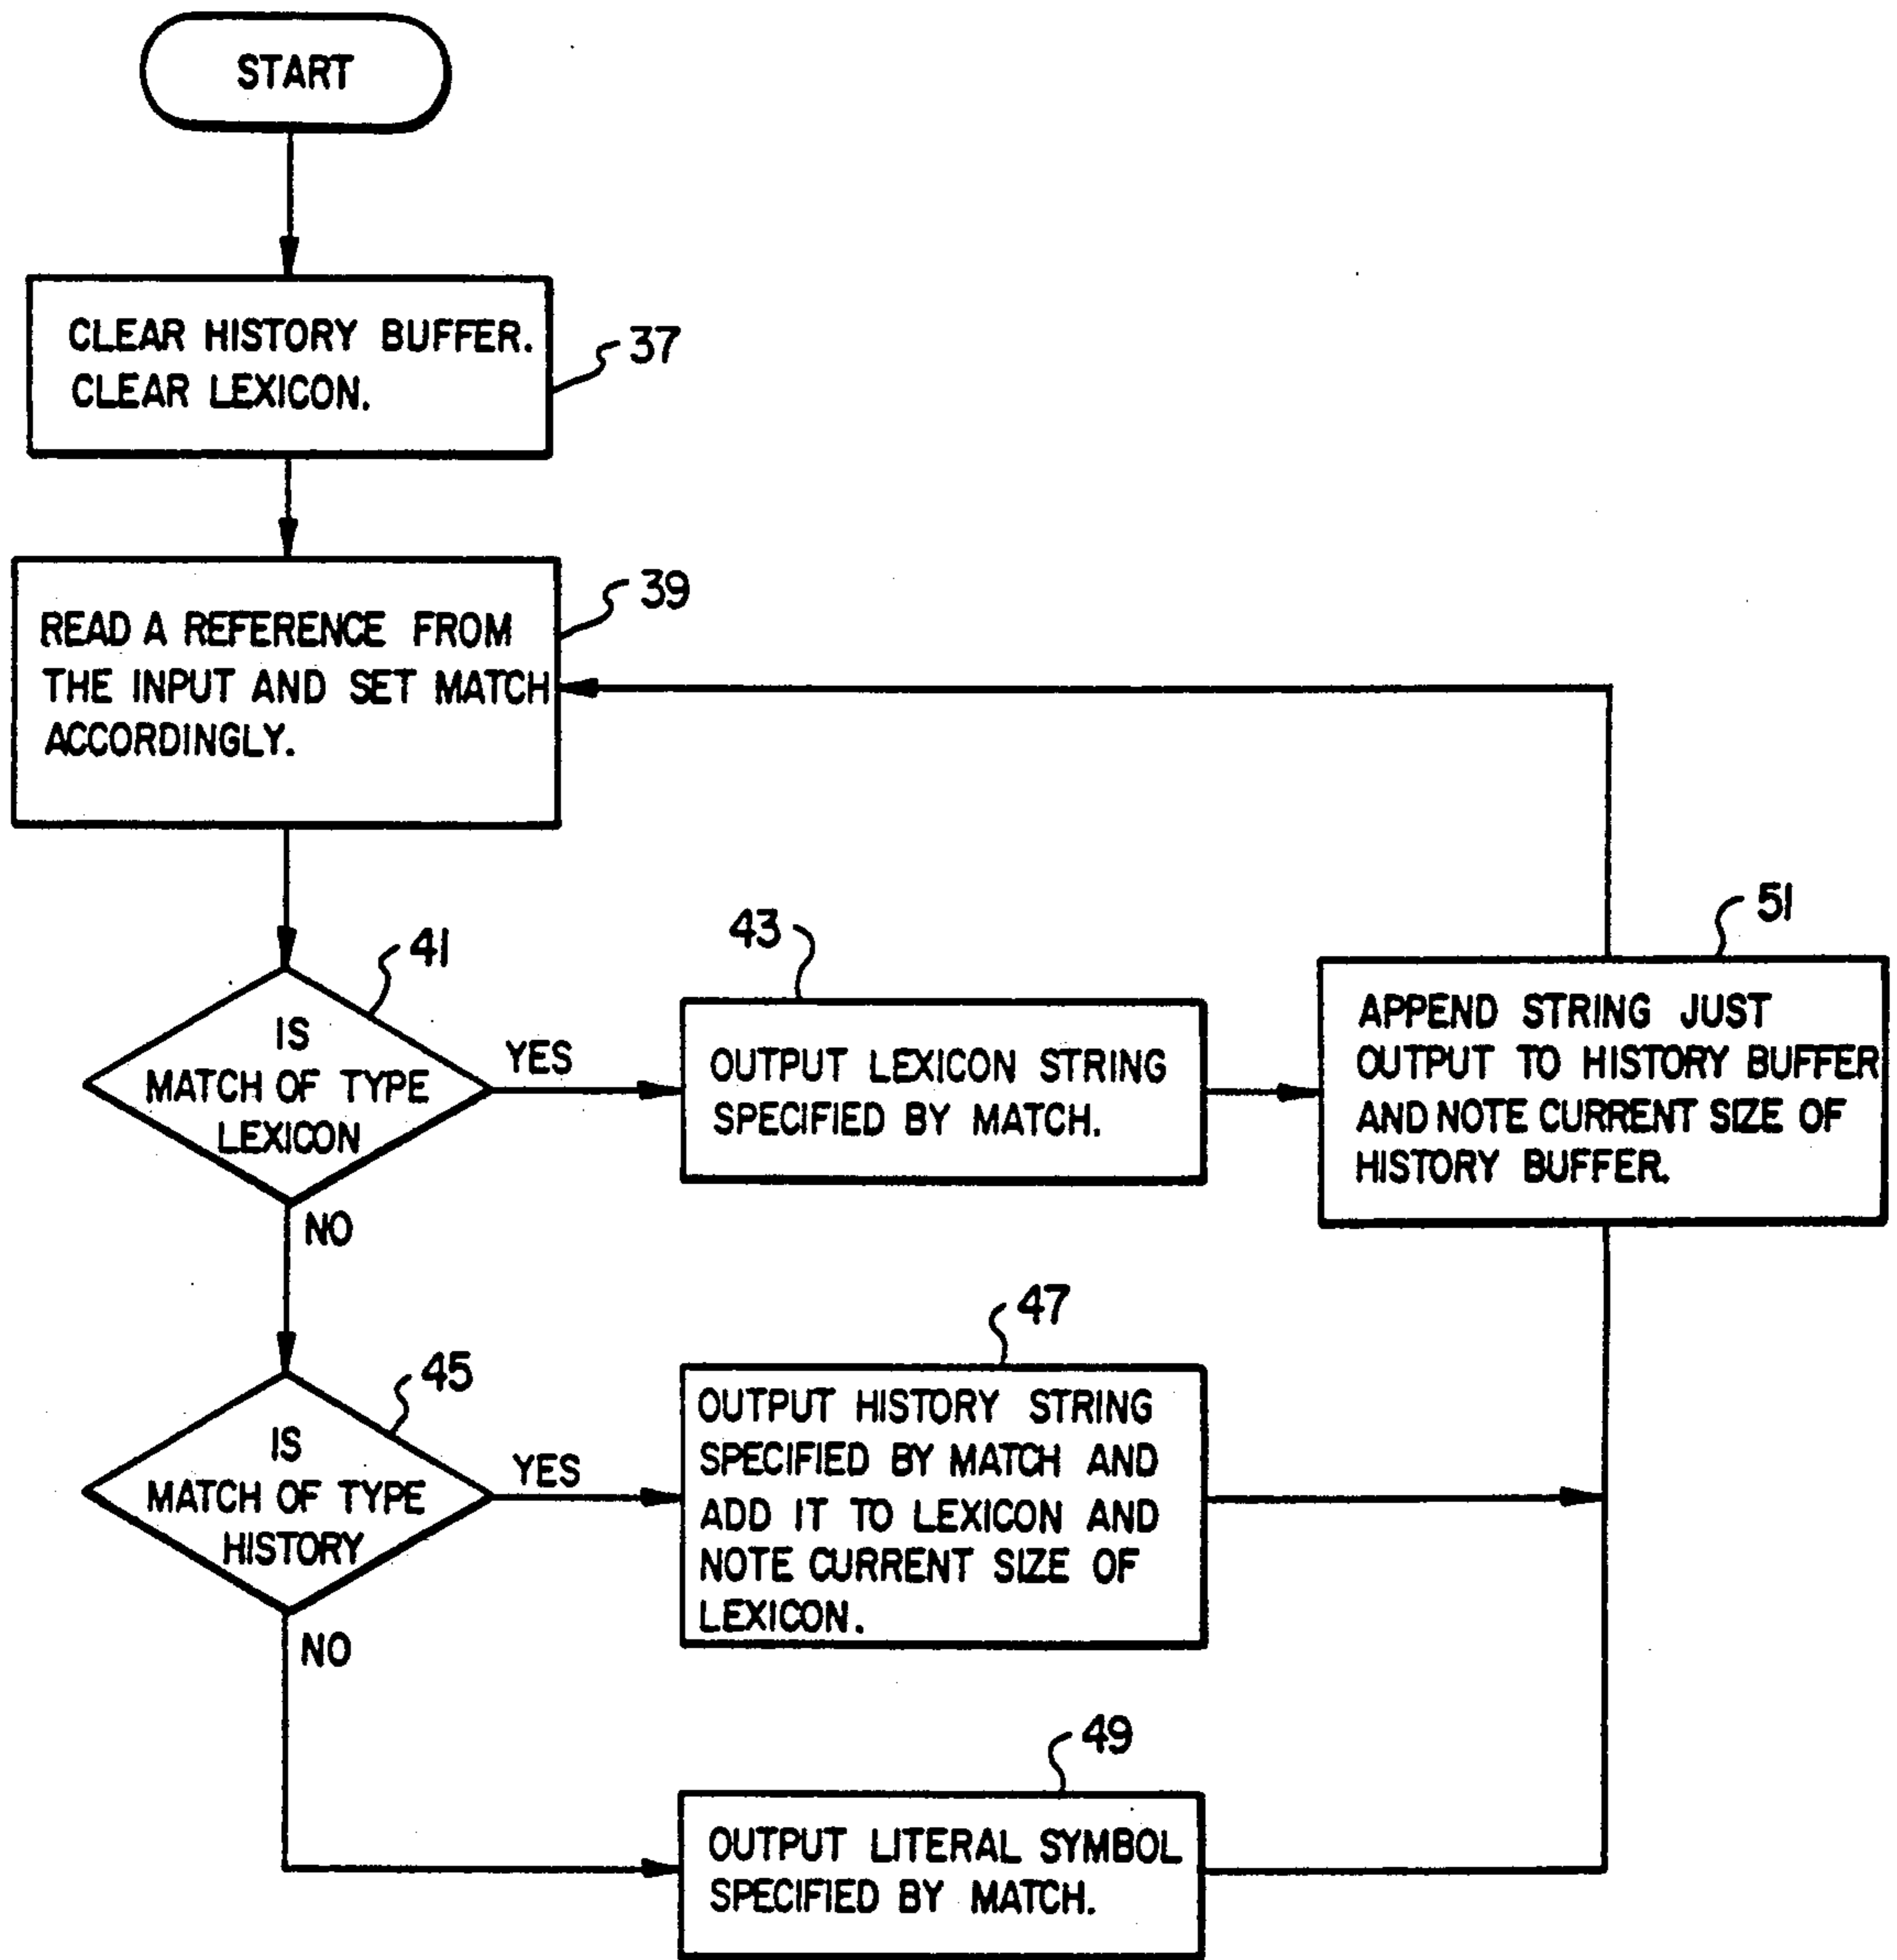 START
CLEAR HISTORY BUFFER.
CLEAR LEXICON.
37
READ A REFERENCE FROM
THE INPUT AND SET MATCH
ACCORDINGLY.
39
IS
MATCH OF TYPE
LEXICON
41
YES
NO
OUTPUT LEXICON STRING
SPECIFIED BY MATCH.
43
APPEND STRING JUST
OUTPUT TO HISTORY BUFFER
AND NOTE CURRENT SIZE OF
HISTORY BUFFER.
51
IS
MATCH OF TYPE
HISTORY
45
YES
NO
OUTPUT HISTORY STRING
SPECIFIED BY MATCH AND
ADD IT TO LEXICON AND
NOTE CURRENT SIZE OF
LEXICON.
47
OUTPUT LITERAL SYMBOL
SPECIFIED BY MATCH.
49